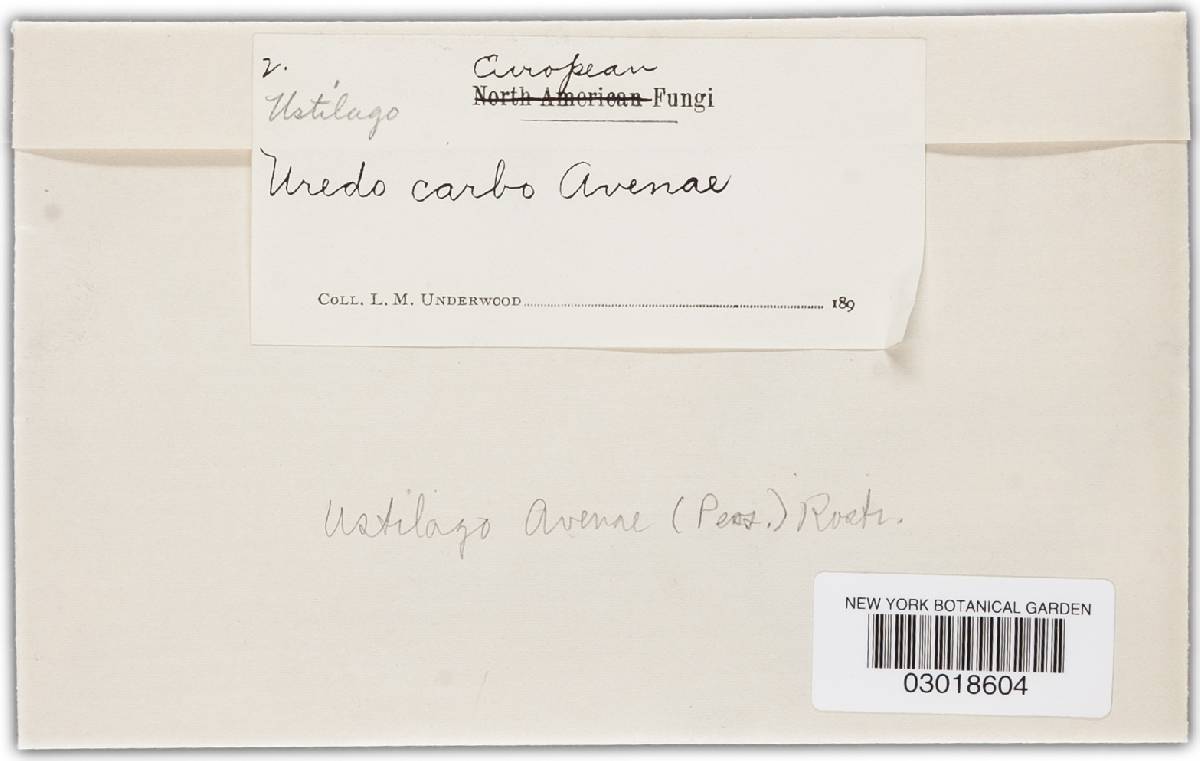 2. European
Ustilago North American Fungi
Uredo carbo Avenae
COLL. L. M. UNDERWOOD 189
Ustilago Avenae (Pers.) Rostr.
NEW YORK BOTANICAL GARDEN
03018604